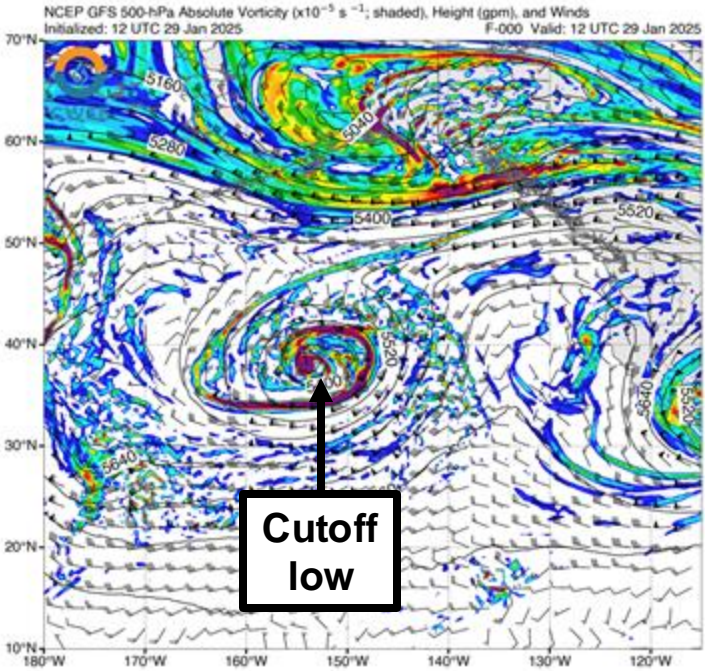 NCEP GFS 500-hPa Absolute Vorticity (x10⁻⁵ s ⁻¹; shaded), Height (gpm), and Winds
Initialized: 12 UTC 29 Jan 2025 F-000 Valid: 12 UTC 29 Jan 2025
70°N
5160
5040
60°N
5280
5400
5520
50°N
40°N
5520
5640
5520
30°N
5640
Cutoff
low
20°N
10°N
180°W 170°W 160°W 150°W 140°W 130°W 120°W